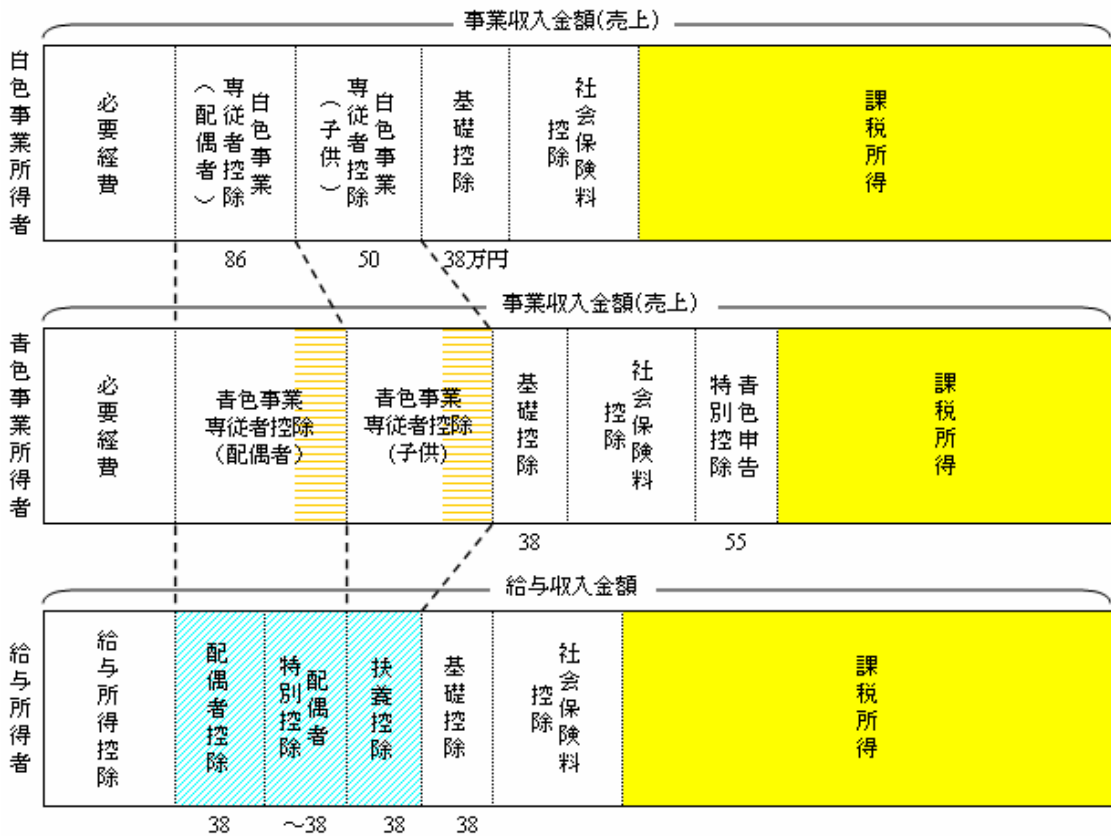 事業収入金額(売上)
白色事業所得者
必要経費
白色事業
専従者控除
(配偶者)
白色事業
専従者控除
(子供)
基礎控除
社会保険料
控除
課税所得
86
50
38万円
事業収入金額(売上)
青色事業所得者
必要経費
青色事業
専従者控除
(配偶者)
青色事業
専従者控除
(子供)
基礎控除
社会保険料
控除
青色申告
特別控除
課税所得
38
55
給与収入金額
給与所得者
給与所得控除
配偶者控除
配偶者
特別控除
扶養控除
基礎控除
社会保険料
控除
課税所得
38
～38
38
38